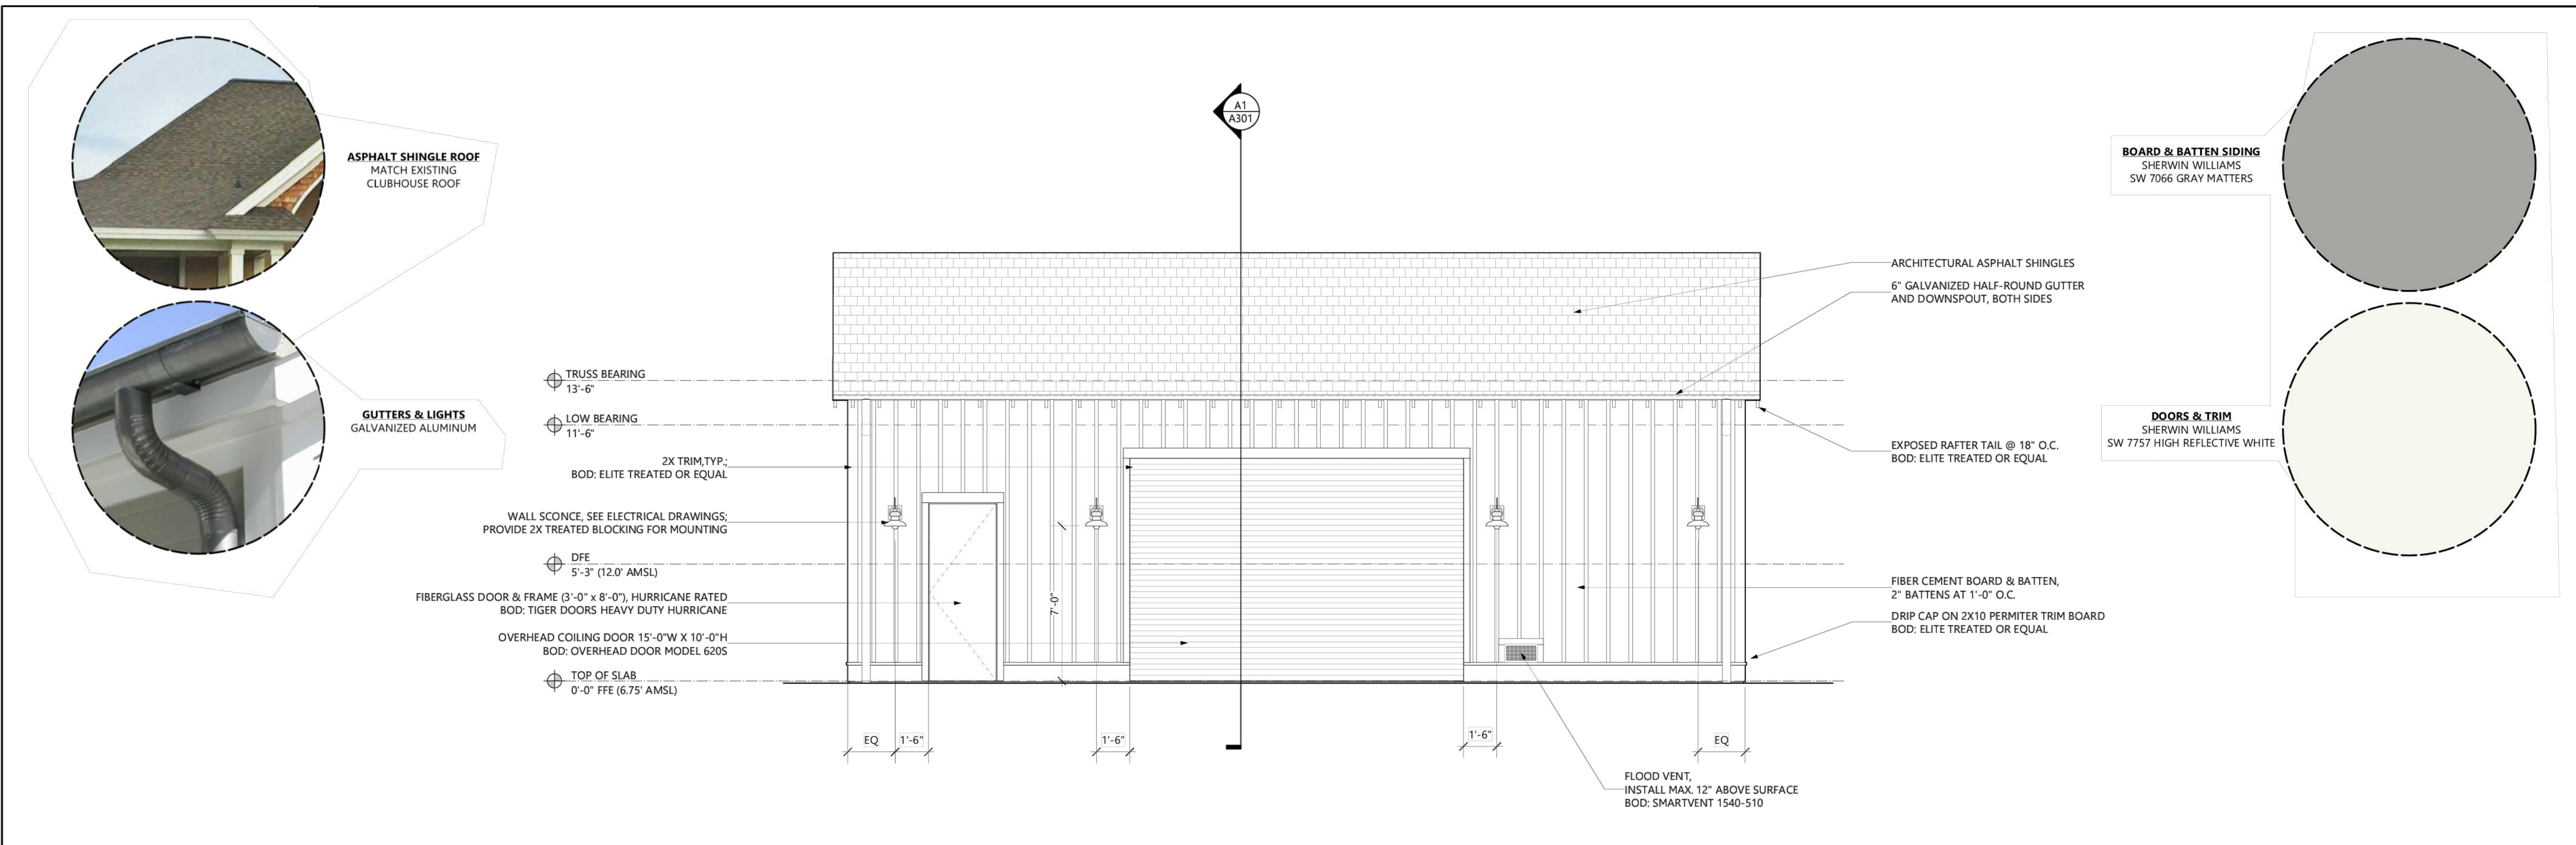 ASPHALT SHINGLE ROOF
MATCH EXISTING
CLUBHOUSE ROOF
GUTTERS & LIGHTS
GALVANIZED ALUMINUM
A1
A301
TRUSS BEARING
13'-6"
LOW BEARING
11'-6"
2X TRIM,TYP.;
BOD: ELITE TREATED OR EQUAL
WALL SCONCE, SEE ELECTRICAL DRAWINGS;
PROVIDE 2X TREATED BLOCKING FOR MOUNTING
DFE
5'-3" (12.0' AMSL)
FIBERGLASS DOOR & FRAME (3'-0" x 8'-0"), HURRICANE RATED
BOD: TIGER DOORS HEAVY DUTY HURRICANE
OVERHEAD COILING DOOR 15'-0"W X 10'-0"H
BOD: OVERHEAD DOOR MODEL 620S
TOP OF SLAB
0'-0" FFE (6.75' AMSL)
7'-0"
EQ
1'-6"
1'-6"
1'-6"
EQ
ARCHITECTURAL ASPHALT SHINGLES
6" GALVANIZED HALF-ROUND GUTTER
AND DOWNSPOUT, BOTH SIDES
EXPOSED RAFTER TAIL @ 18" O.C.
BOD: ELITE TREATED OR EQUAL
FIBER CEMENT BOARD & BATTEN,
2" BATTENS AT 1'-0" O.C.
DRIP CAP ON 2X10 PERMITER TRIM BOARD
BOD: ELITE TREATED OR EQUAL
FLOOD VENT,
INSTALL MAX. 12" ABOVE SURFACE
BOD: SMARTVENT 1540-510
BOARD & BATTEN SIDING
SHERWIN WILLIAMS
SW 7066 GRAY MATTERS
DOORS & TRIM
SHERWIN WILLIAMS
SW 7757 HIGH REFLECTIVE WHITE